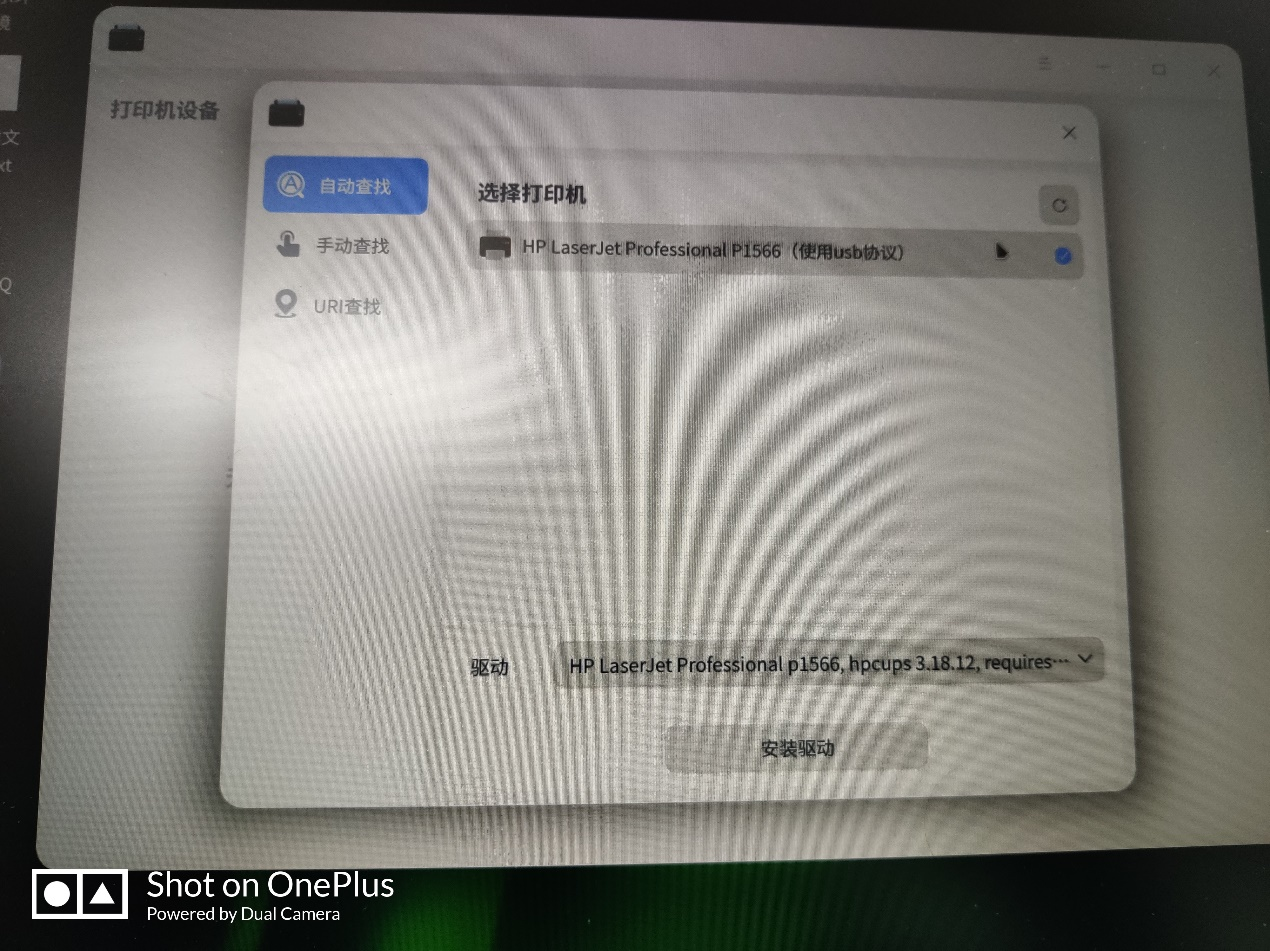 打印机设备
文
xt
Q
自动查找
手动查找
URI查找
选择打印机
HP LaserJet Professional P1566（使用usb协议）
驱动
HP LaserJet Professional p1566, hpcups 3.18.12, requires···
安装驱动
Shot on OnePlus
Powered by Dual Camera